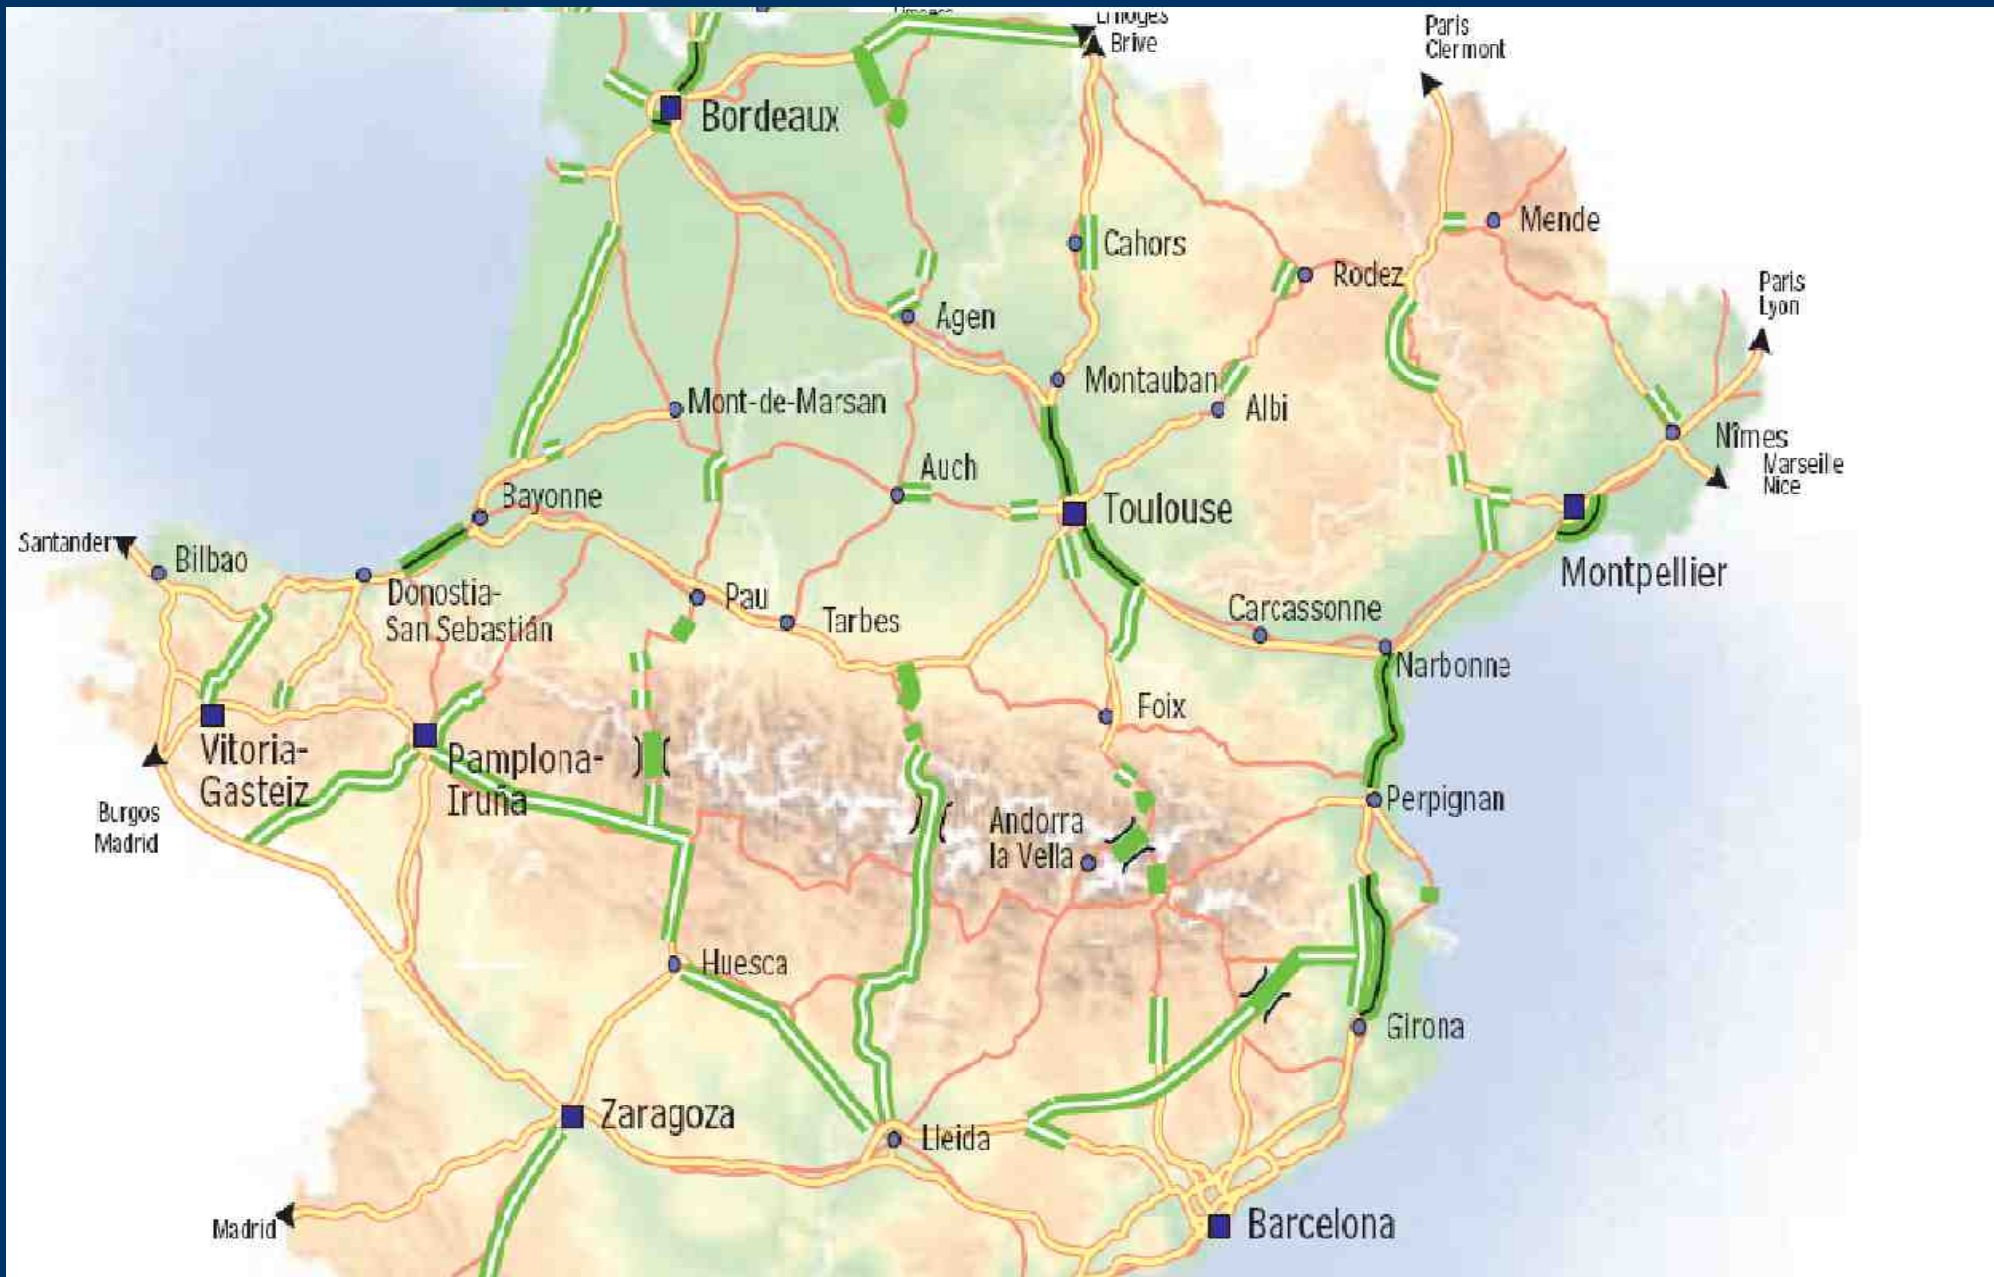 Limoges
Brive
Paris
Clermont
Bordeaux
Mende
Cahors
Rodez
Paris
Lyon
Agen
Montauban
Mont-de-Marsan
Albi
Nîmes
Auch
Marseille
Nice
Bayonne
Toulouse
Santander
Bilbao
Montpellier
Donostia-
San Sebastián
Pau
Tarbes
Carcassonne
Narbonne
Foix
Vitoria-
Gasteiz
Pamplona-
Iruña
Perpignan
Burgos
Madrid
Andorra
la Vella
Huesca
Girona
Zaragoza
Lleida
Madrid
Barcelona